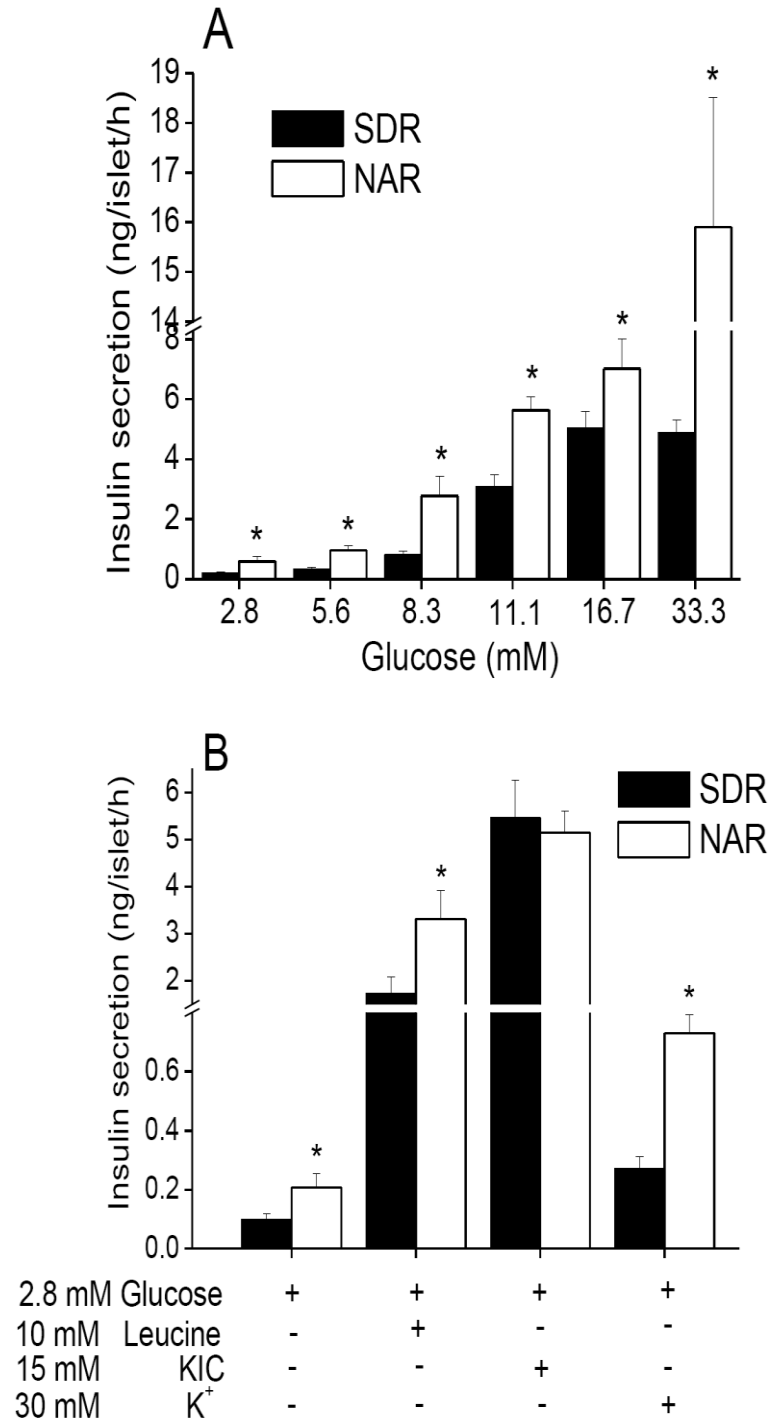 A
Insulin secretion (ng/islet/h)
19
18
17
16
15
14
8
6
4
2
0
SDR
NAR
*
*
*
*
*
*
2.8 5.6 8.3 11.1 16.7 33.3
Glucose (mM)
B
Insulin secretion (ng/islet/h)
6
5
4
3
2
0.6
0.4
0.2
0.0
SDR
NAR
*
*
*
2.8 mM Glucose + + + +
10 mM Leucine - + - -
15 mM KIC - - + -
30 mM K⁺ - - - +